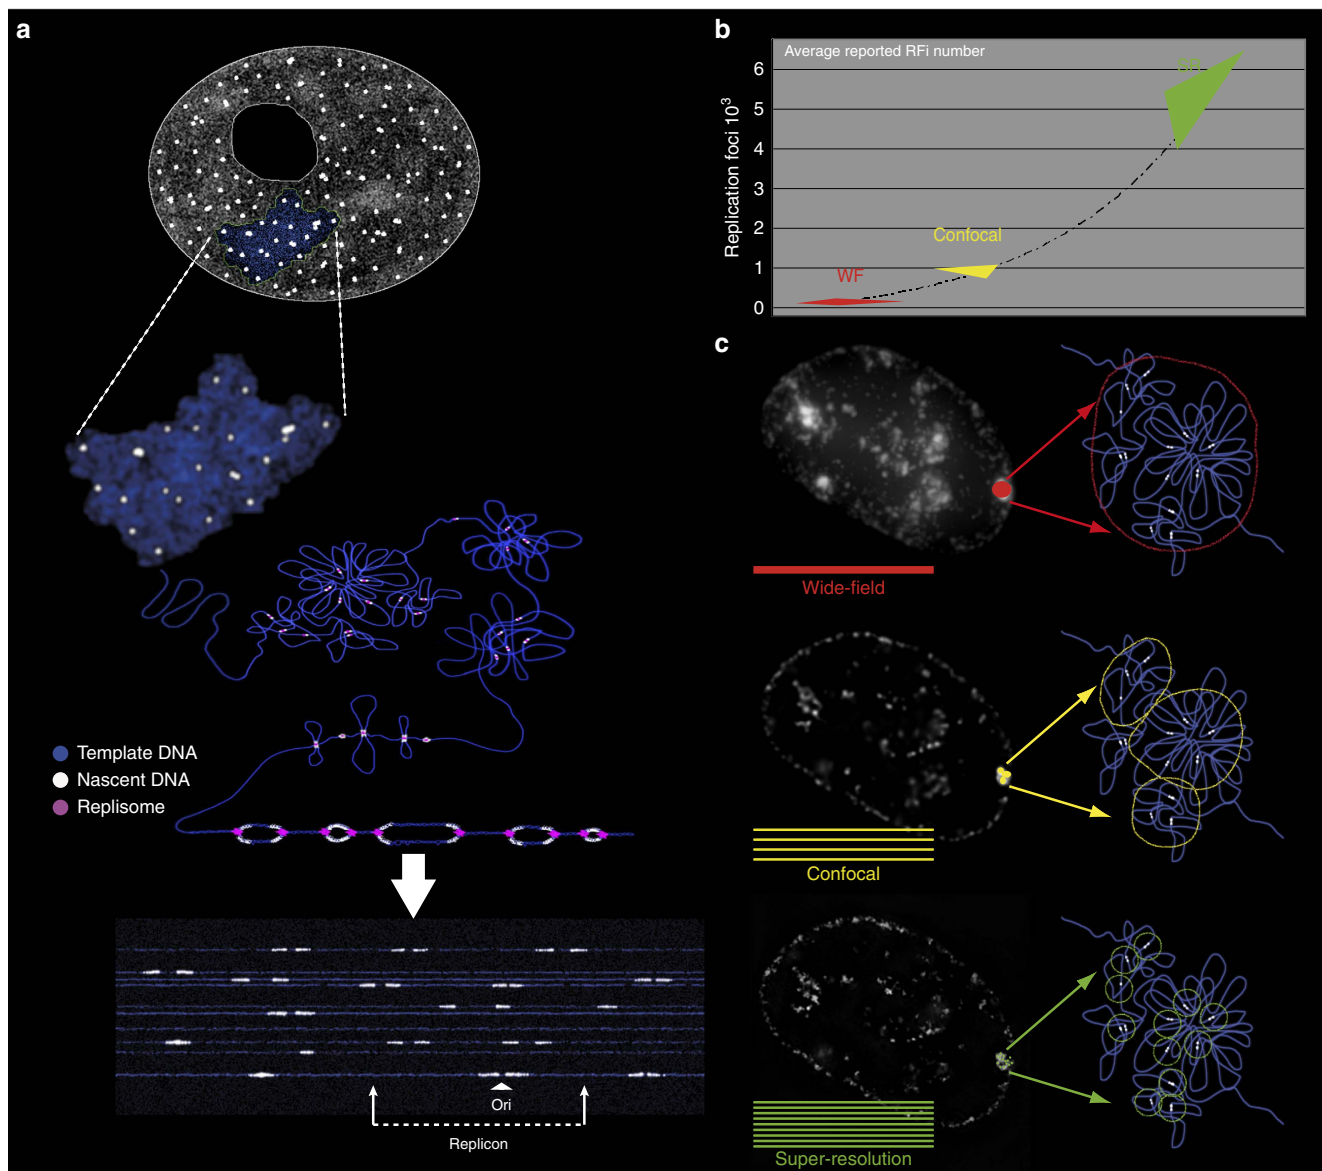 a
Template DNA
Nascent DNA
Replisome
Ori
Replicon
b
Average reported RFi number
Replication foci 10³
6
5
4
3
2
1
0
WF
Confocal
c
Wide-field
Confocal
Super-resolution